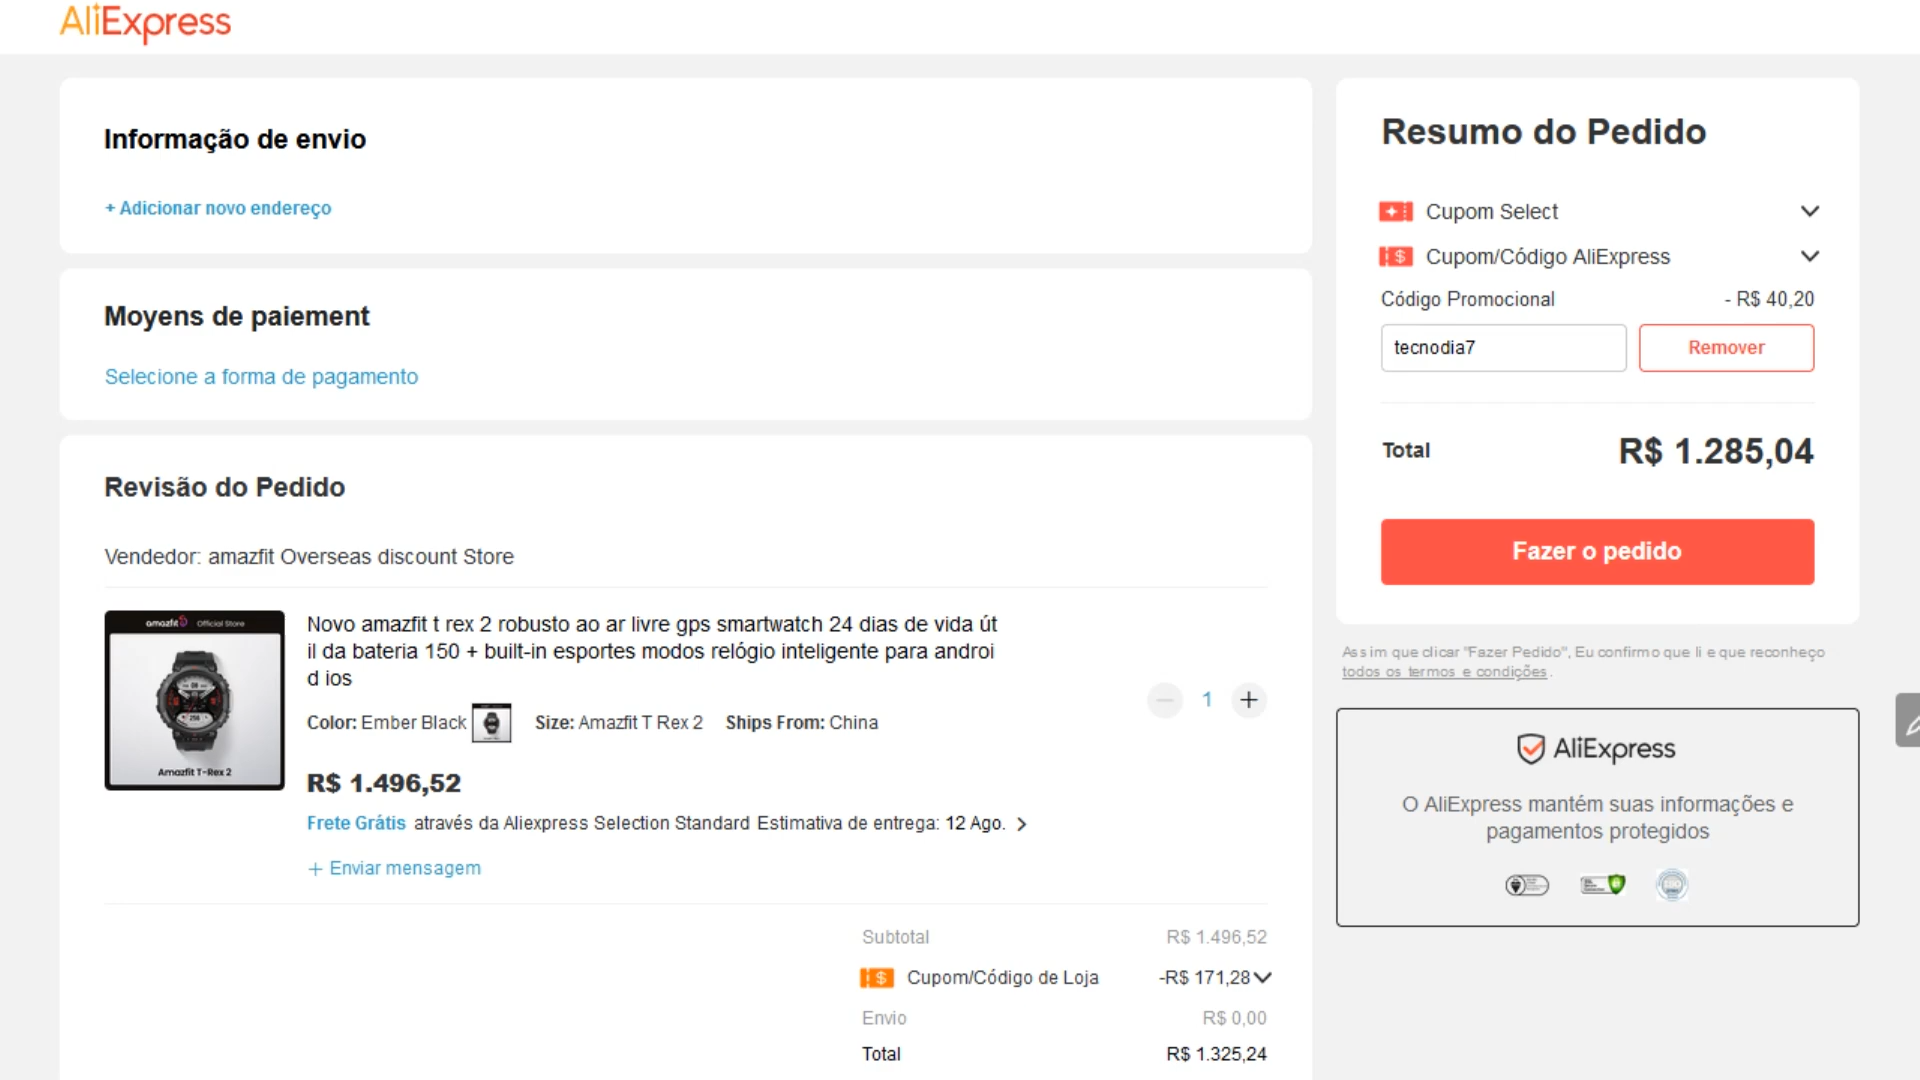 AliExpress
Informação de envio
+ Adicionar novo endereço
Moyens de paiement
Selecione a forma de pagamento
Revisão do Pedido
Vendedor: amazfit Overseas discount Store
amazfit Official Store
Amazfit T-Rex 2
Novo amazfit t rex 2 robusto ao ar livre gps smartwatch 24 dias de vida út
il da bateria 150 + built-in esportes modos relógio inteligente para androi
d ios
Color: Ember Black Size: Amazfit T Rex 2 Ships From: China
R$ 1.496,52
Frete Grátis através da Aliexpress Selection Standard Estimativa de entrega: 12 Ago.
+ Enviar mensagem
1 +
Subtotal R$ 1.496,52
Cupom/Código de Loja -R$ 171,28
Envio R$ 0,00
Total R$ 1.325,24
Resumo do Pedido
Cupom Select
Cupom/Código AliExpress
Código Promocional - R$ 40,20
tecnodia7 Remover
Total R$ 1.285,04
Fazer o pedido
Assim que clicar "Fazer Pedido", Eu confirmo que li e que reconheço
todos os termos e condições.
AliExpress
O AliExpress mantém suas informações e
pagamentos protegidos